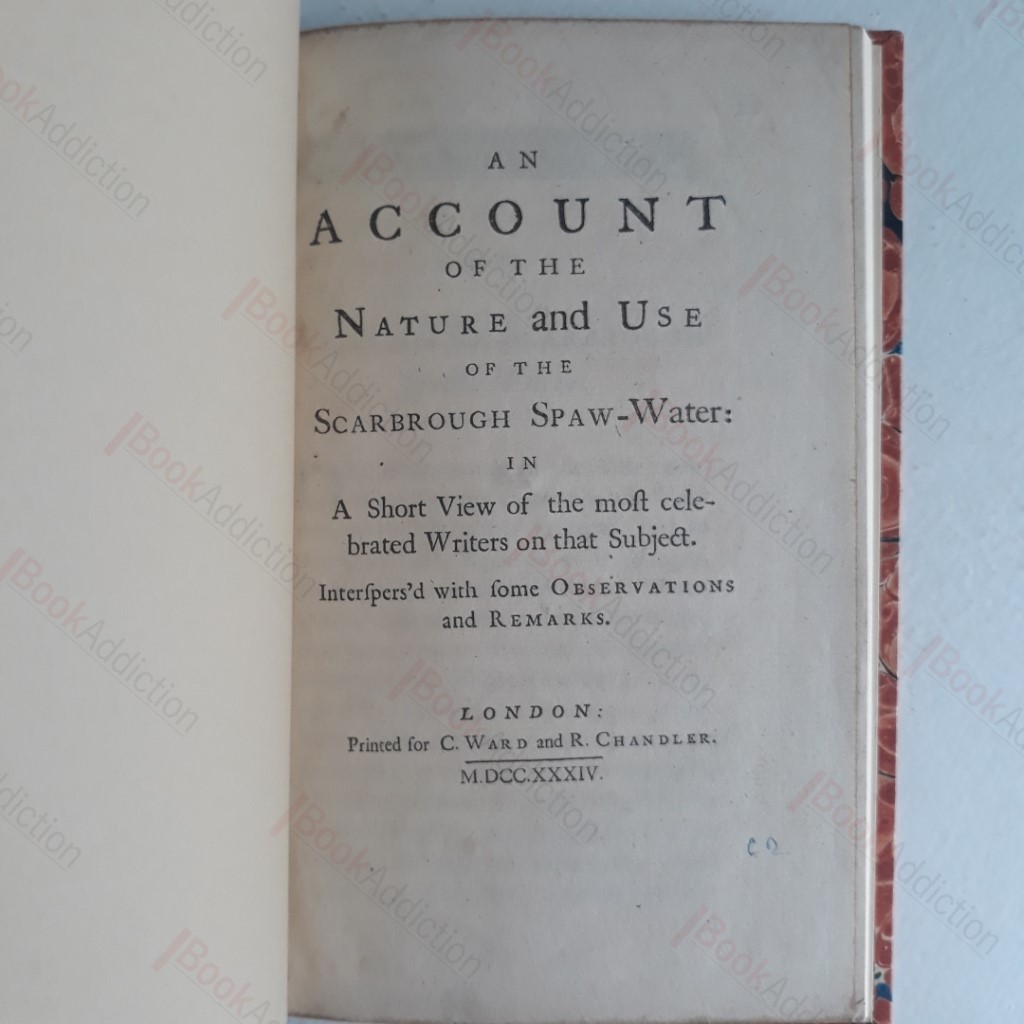 AN
ACCOUNT
OF THE
NATURE and USE
OF THE
SCARBROUGH SPAW-Water:
IN
A Short View of the moſt cele-
brated Writers on that Subject.
Interſpers'd with ſome OBSERVATIONS
and REMARKS.
LONDON:
Printed for C. WARD and R. CHANDLER.
M.DCC.XXXIV.
BookAddiction